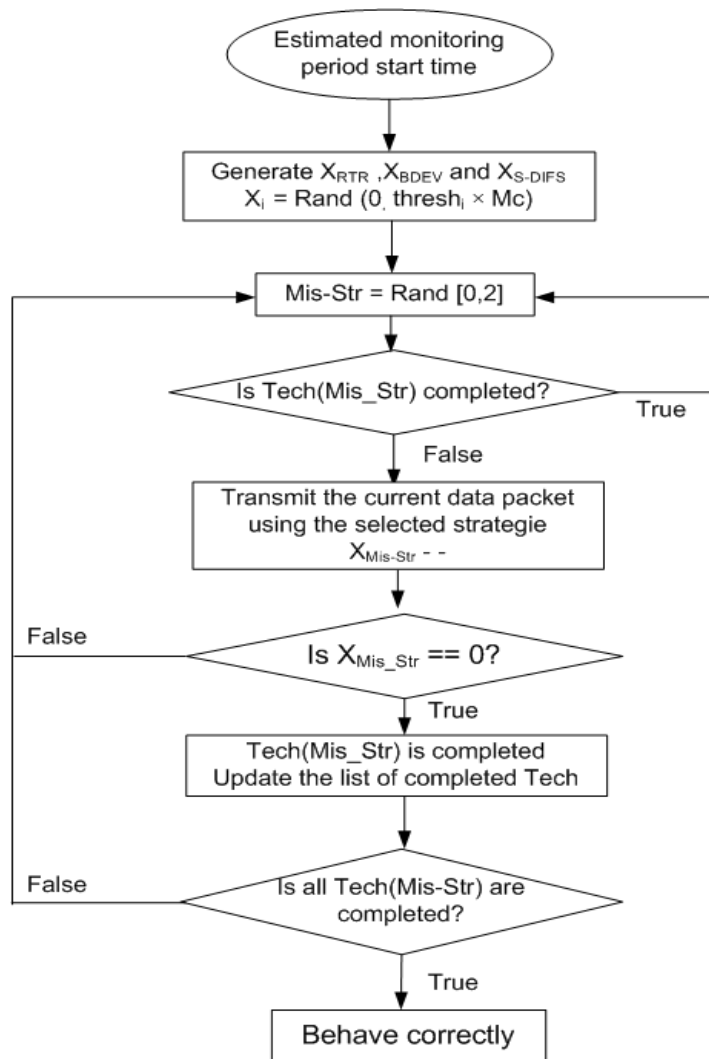 Estimated monitoring
period start time
Generate X_RTR ,X_BDEV and X_S-DIFS
X_i = Rand (0, thresh_i × Mc)
Mis-Str = Rand [0,2]
Is Tech(Mis_Str) completed?
True
False
Transmit the current data packet
using the selected strategie
X_Mis-Str - -
False
Is X_Mis_Str == 0?
True
Tech(Mis_Str) is completed
Update the list of completed Tech
False
Is all Tech(Mis-Str) are
completed?
True
Behave correctly